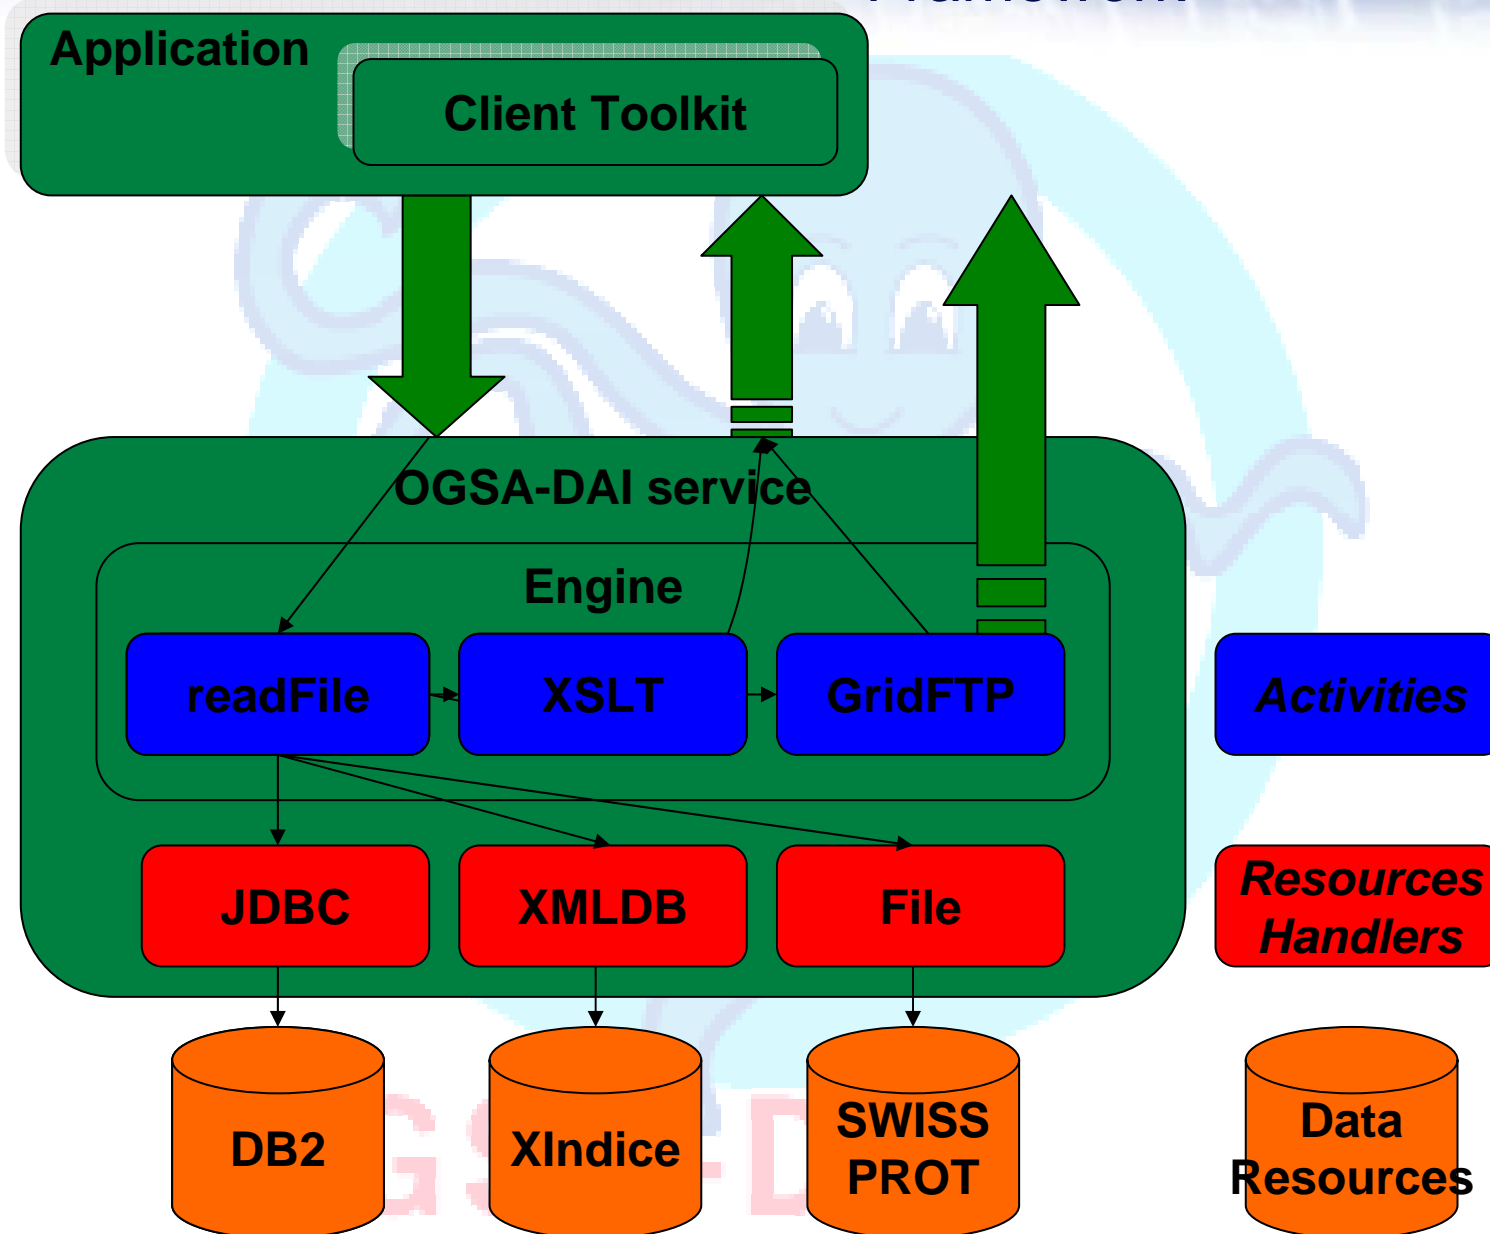 Framework
Application
Client Toolkit
OGSA-DAI service
Engine
readFile
XSLT
GridFTP
Activities
JDBC
XMLDB
File
Resources
Handlers
DB2
XIndice
SWISS
PROT
Data
Resources